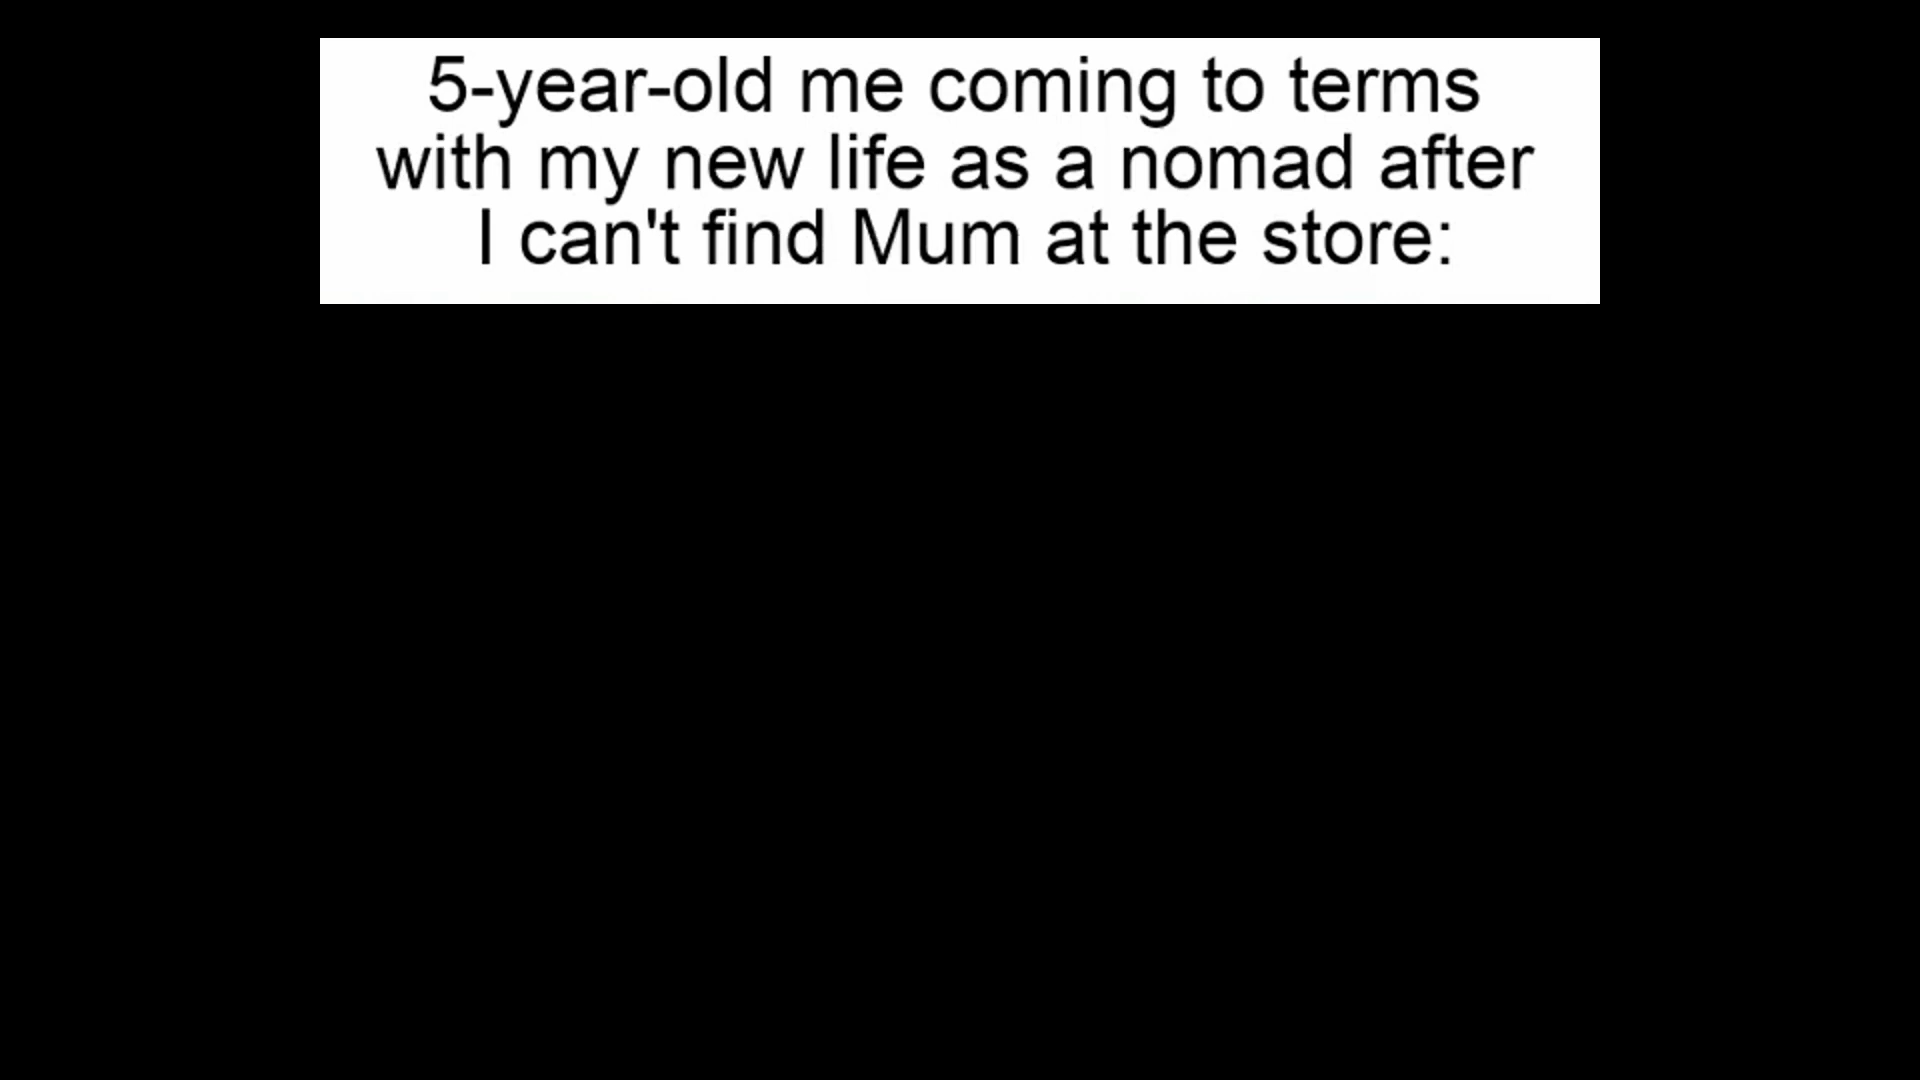 5-year-old me coming to terms
with my new life as a nomad after
I can't find Mum at the store: